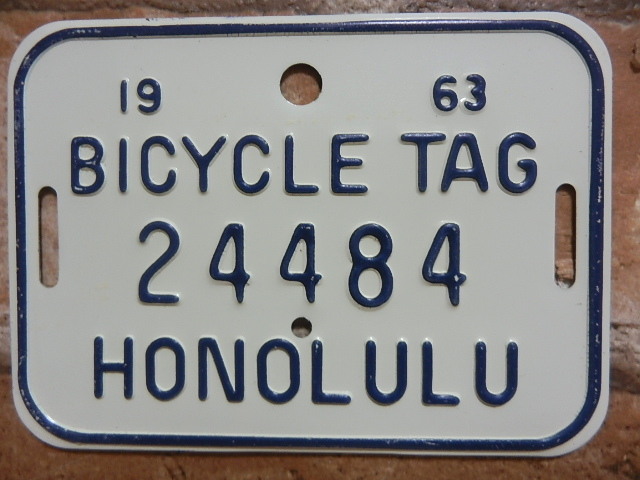 19 63
BICYCLE TAG
24484
HONOLULU